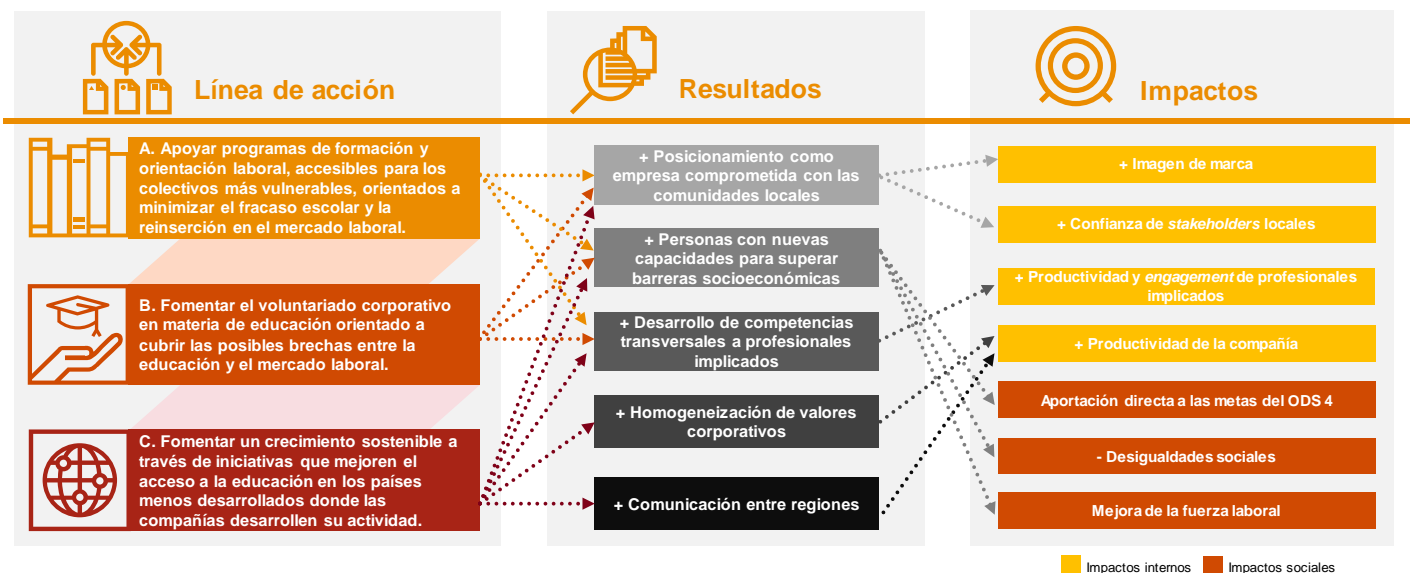 Línea de acción
Resultados
Impactos
A. Apoyar programas de formación y
orientación laboral, accesibles para los
colectivos más vulnerables, orientados a
minimizar el fracaso escolar y la
reinserción en el mercado laboral.
B. Fomentar el voluntariado corporativo
en materia de educación orientado a
cubrir las posibles brechas entre la
educación y el mercado laboral.
C. Fomentar un crecimiento sostenible a
través de iniciativas que mejoren el
acceso a la educación en los países
menos desarrollados donde las
compañías desarrollen su actividad.
+ Posicionamiento como
empresa comprometida con las
comunidades locales
+ Personas con nuevas
capacidades para superar
barreras socioeconómicas
+ Desarrollo de competencias
transversales a profesionales
implicados
+ Homogeneización de valores
corporativos
+ Comunicación entre regiones
+ Imagen de marca
+ Confianza de stakeholders locales
+ Productividad y engagement de profesionales
implicados
+ Productividad de la compañía
Aportación directa a las metas del ODS 4
- Desigualdades sociales
Mejora de la fuerza laboral
Impactos internos
Impactos sociales